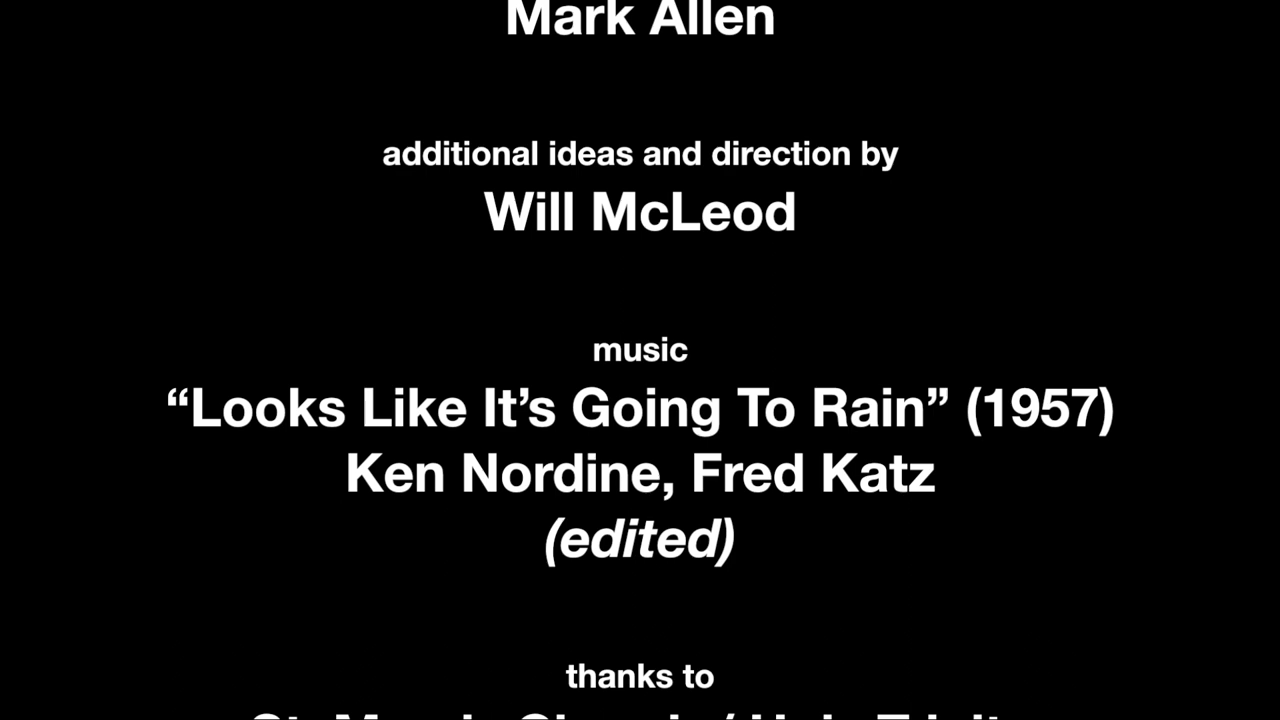 Mark Allen
additional ideas and direction by
Will McLeod
music
“Looks Like It’s Going To Rain” (1957)
Ken Nordine, Fred Katz
(edited)
thanks to